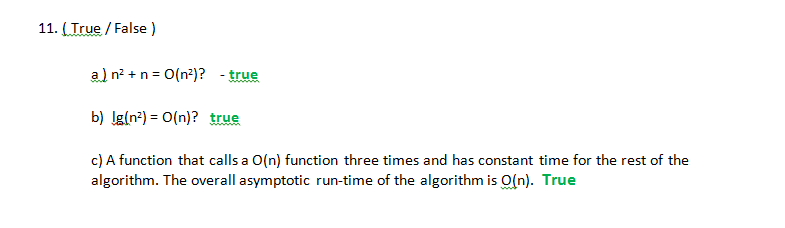 11. ( True / False )
a) n² + n = O(n²)? - true
b) lg(n²) = O(n)? true
c) A function that calls a O(n) function three times and has constant time for the rest of the
algorithm. The overall asymptotic run-time of the algorithm is O(n). True